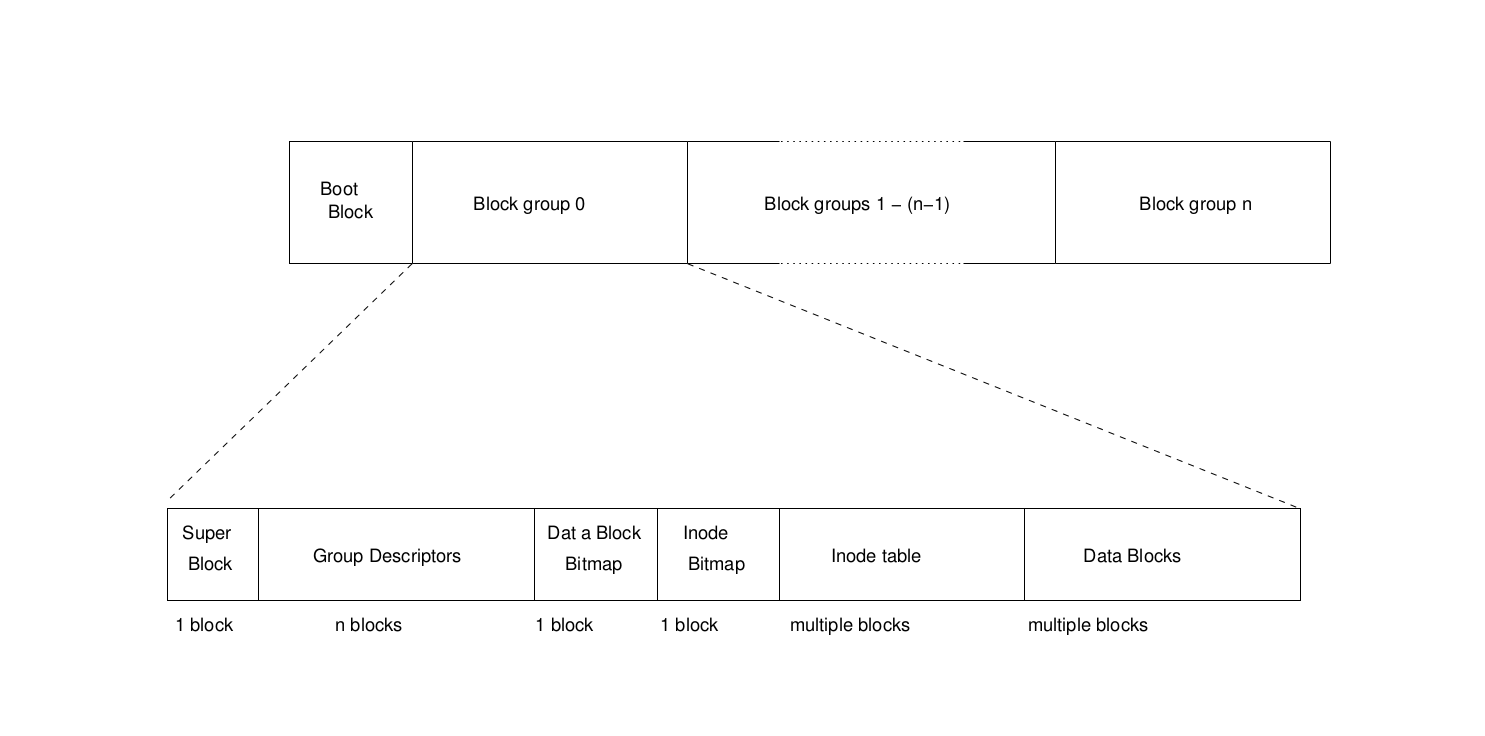 Boot
Block
Block group 0
Block groups 1 − (n−1)
Block group n
Super
Block
Group Descriptors
Dat a Block
Bitmap
Inode
Bitmap
Inode table
Data Blocks
1 block
n blocks
1 block
1 block
multiple blocks
multiple blocks